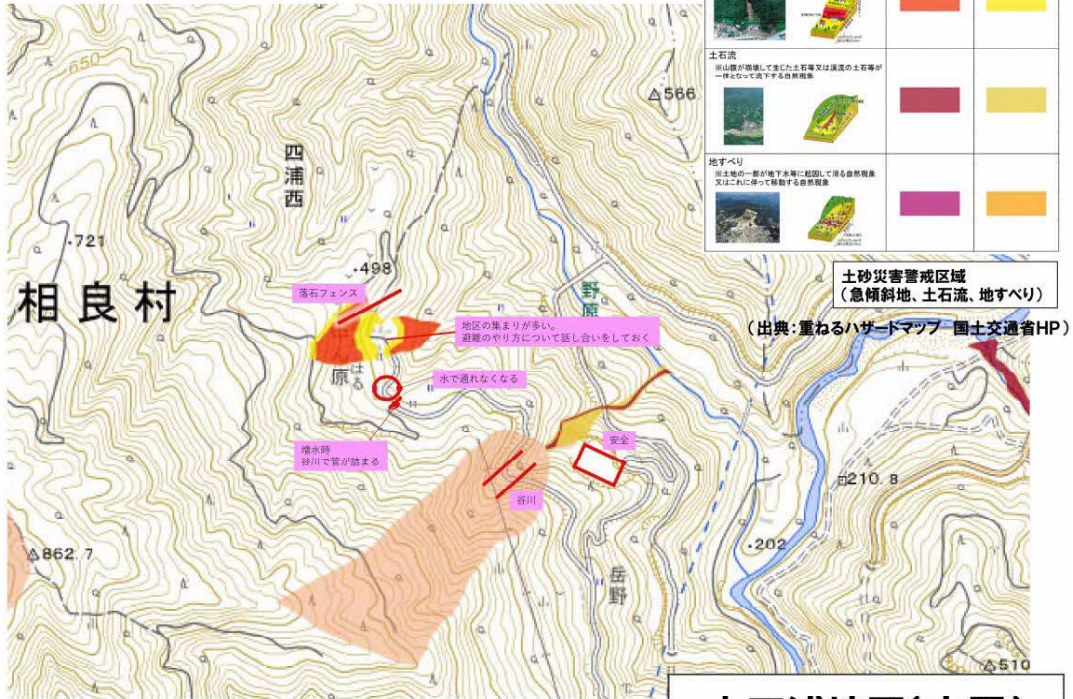 土石流
※山腹が崩壊して生じた土石等又は渓流の土石等が
一体となって流下する自然現象
地すべり
※土地の一部が地下水等に起因して滑る自然現象
又はこれに伴って移動する自然現象
土砂災害警戒区域
(急傾斜地、土石流、地すべり)
(出典:重ねるハザードマップ 国土交通省HP)
650
566
四浦西
721
498
相良村
落石フェンス
地区の集まりが多い。
避難のやり方について話し合いをしておく
原
はる
水で通れなくなる
増水時
谷川で管が詰まる
安全
谷川
210.8
202
862.7
岳野
510